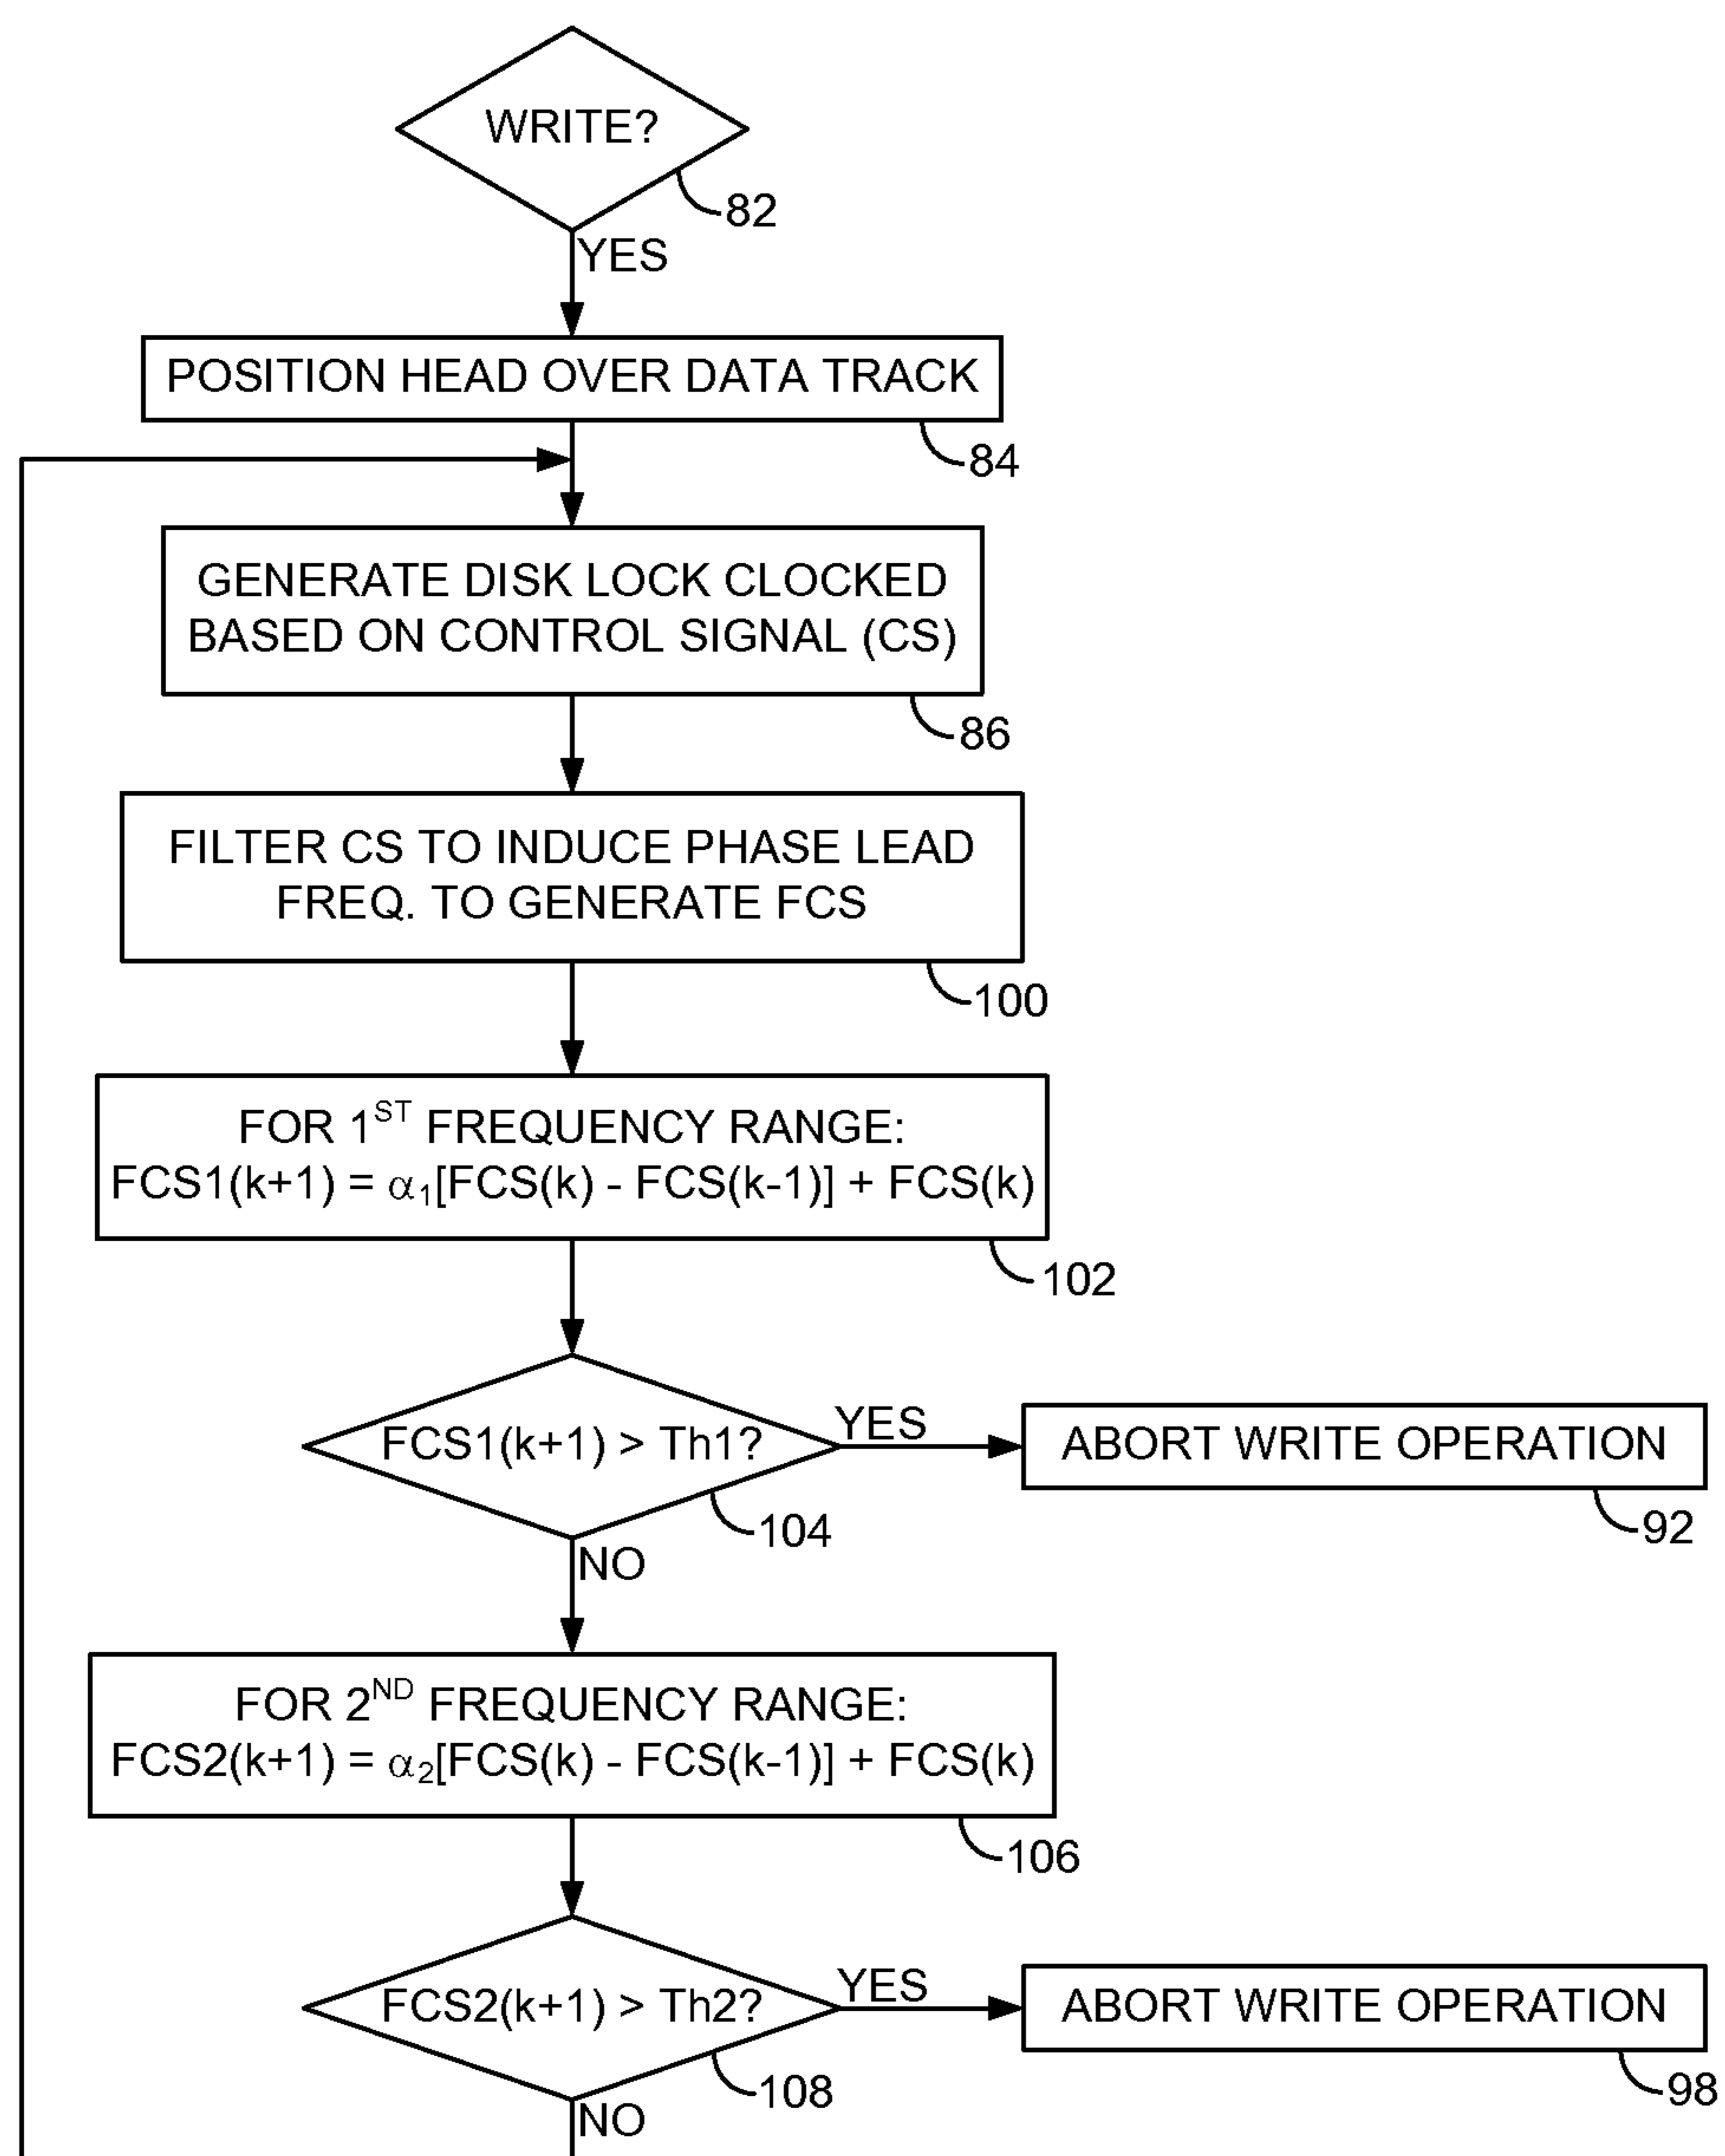 WRITE?
82
YES
POSITION HEAD OVER DATA TRACK
84
GENERATE DISK LOCK CLOCKED
BASED ON CONTROL SIGNAL (CS)
86
FILTER CS TO INDUCE PHASE LEAD
FREQ. TO GENERATE FCS
100
FOR 1ST FREQUENCY RANGE:
FCS1(k+1) = α1[FCS(k) - FCS(k-1)] + FCS(k)
102
FCS1(k+1) > Th1?
YES
ABORT WRITE OPERATION
104
92
NO
FOR 2ND FREQUENCY RANGE:
FCS2(k+1) = α2[FCS(k) - FCS(k-1)] + FCS(k)
106
FCS2(k+1) > Th2?
YES
ABORT WRITE OPERATION
108
98
NO